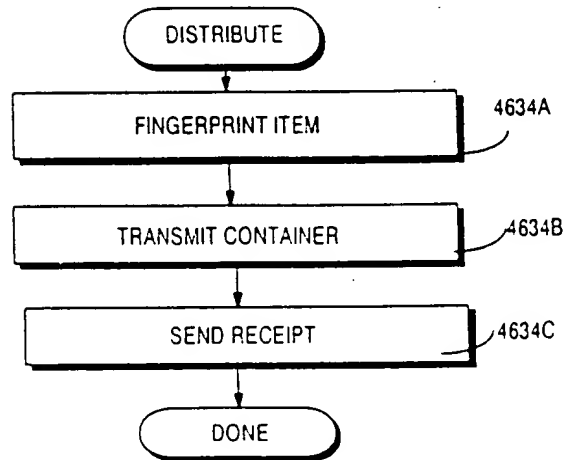 DISTRIBUTE
FINGERPRINT ITEM
4634A
TRANSMIT CONTAINER
4634B
SEND RECEIPT
4634C
DONE